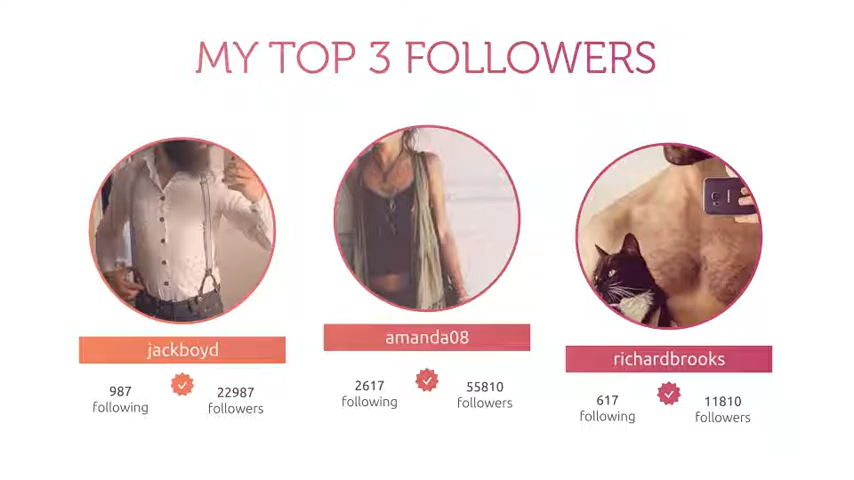 MY TOP 3 FOLLOWERS
jackboyd
987
following
22987
followers
amanda08
2617
following
55810
followers
richardbrooks
617
following
11810
followers